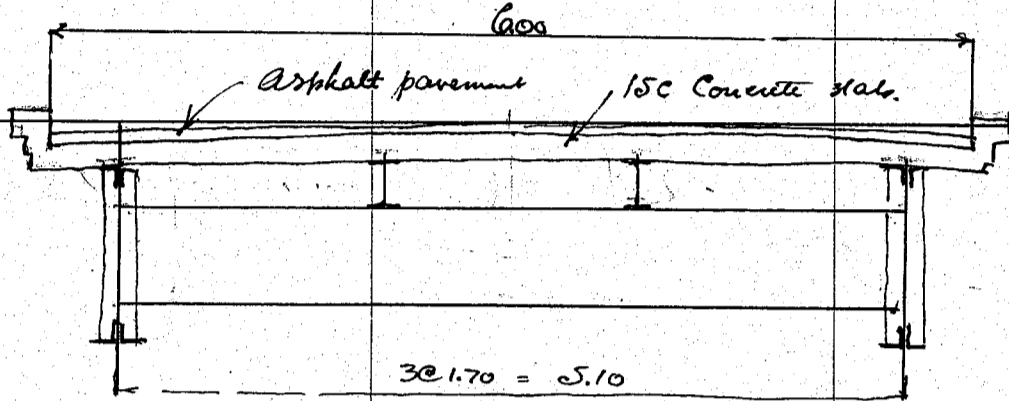 6.00
Asphalt pavement
15c Concrete slab.
3@1.70 = 5.10